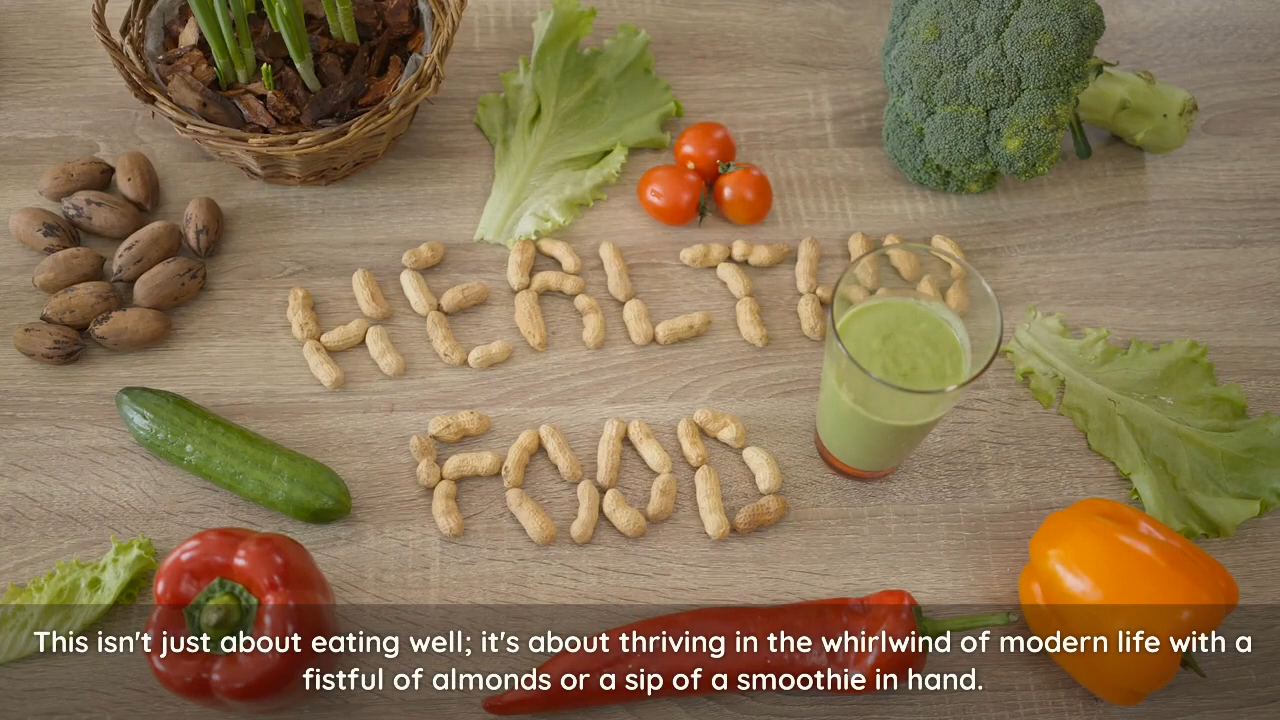 HEALTHY
FOOD
This isn't just about eating well; it's about thriving in the whirlwind of modern life with a
fistful of almonds or a sip of a smoothie in hand.